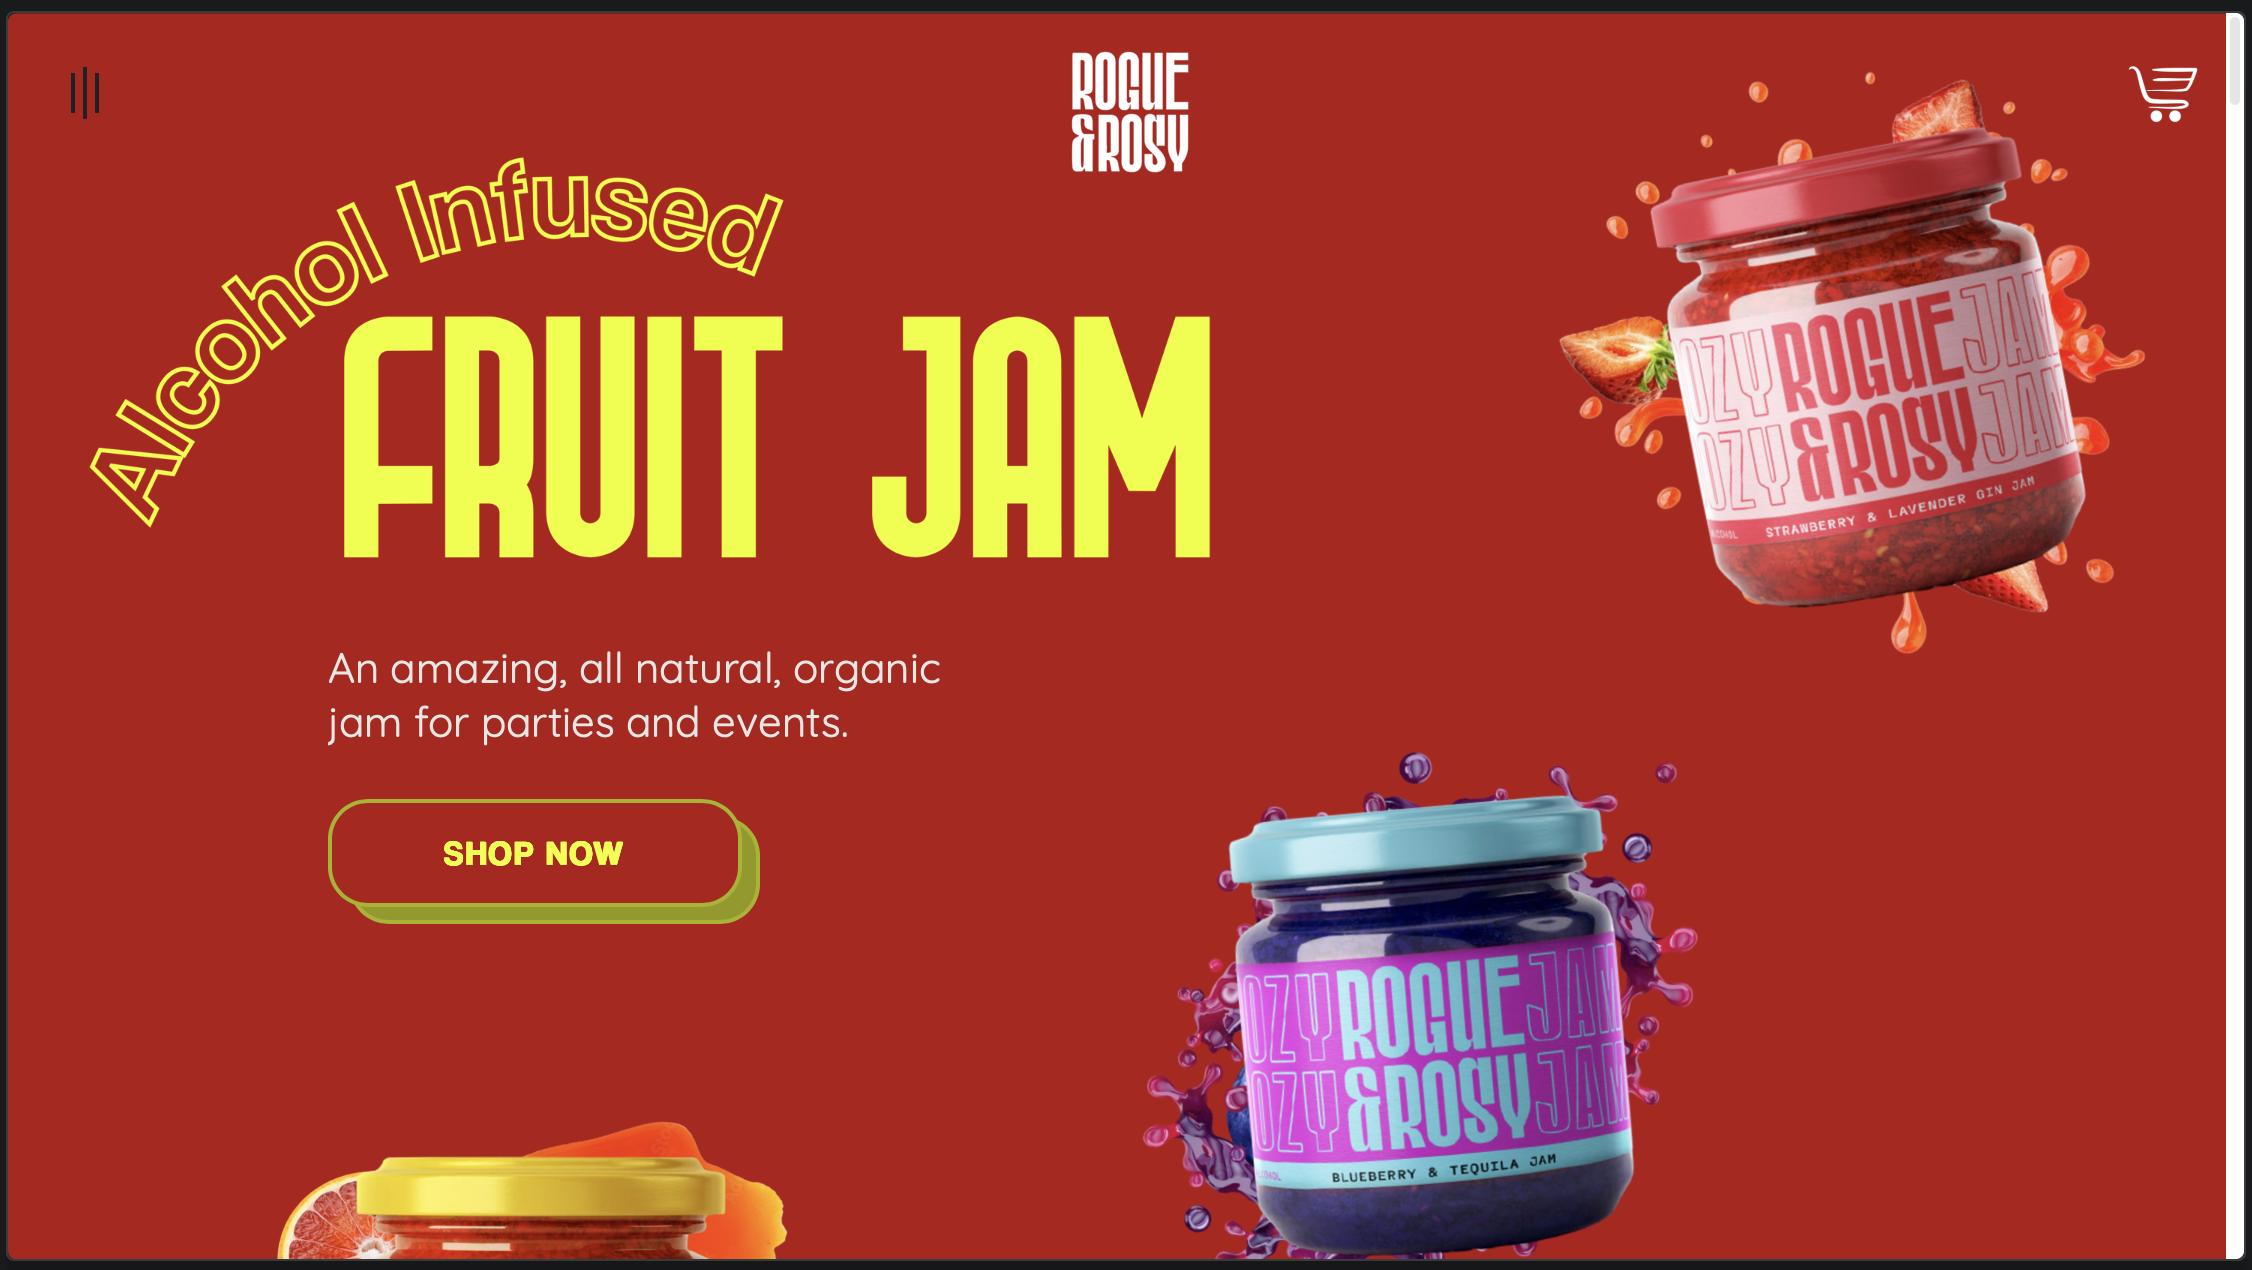 ROGUE
&ROSY
Alcohol Infused
FRUIT JAM
An amazing, all natural, organic
jam for parties and events.
SHOP NOW
OZY ROGUE JAM
OZY &ROSY JAM
STRAWBERRY & LAVENDER GIN JAM
OZY ROGUE JAM
OZY &ROSY JAM
BLUEBERRY & TEQUILA JAM